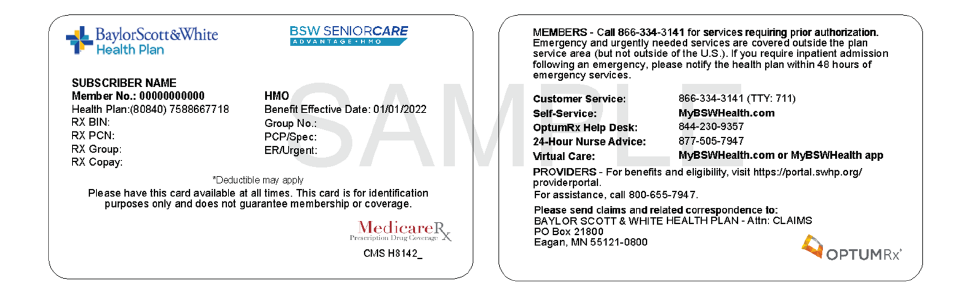 BaylorScott&White
Health Plan
BSW SENIORCARE
ADVANTAGE • HMO
SUBSCRIBER NAME
Member No.: 00000000000
Health Plan:(80840) 7588667718
RX BIN:
RX PCN:
RX Group:
RX Copay:
HMO
Benefit Effective Date: 01/01/2022
Group No.:
PCP/Spec:
ER/Urgent:
*Deductible may apply
Please have this card available at all times. This card is for identification
purposes only and does not guarantee membership or coverage.
MedicareRx
Prescription Drug Coverage
CMS H8142_
SAMPLE
MEMBERS - Call 866-334-3141 for services requiring prior authorization.
Emergency and urgently needed services are covered outside the plan
service area (but not outside of the U.S.). If you require inpatient admission
following an emergency, please notify the health plan within 48 hours of
emergency services.
Customer Service: 866-334-3141 (TTY: 711)
Self-Service: MyBSWHealth.com
OptumRx Help Desk: 844-230-9357
24-Hour Nurse Advice: 877-505-7947
Virtual Care: MyBSWHealth.com or MyBSWHealth app
PROVIDERS - For benefits and eligibility, visit https://portal.swhp.org/
providerportal.
For assistance, call 800-655-7947.
Please send claims and related correspondence to:
BAYLOR SCOTT & WHITE HEALTH PLAN - Attn: CLAIMS
PO Box 21800
Eagan, MN 55121-0800
OPTUMRx